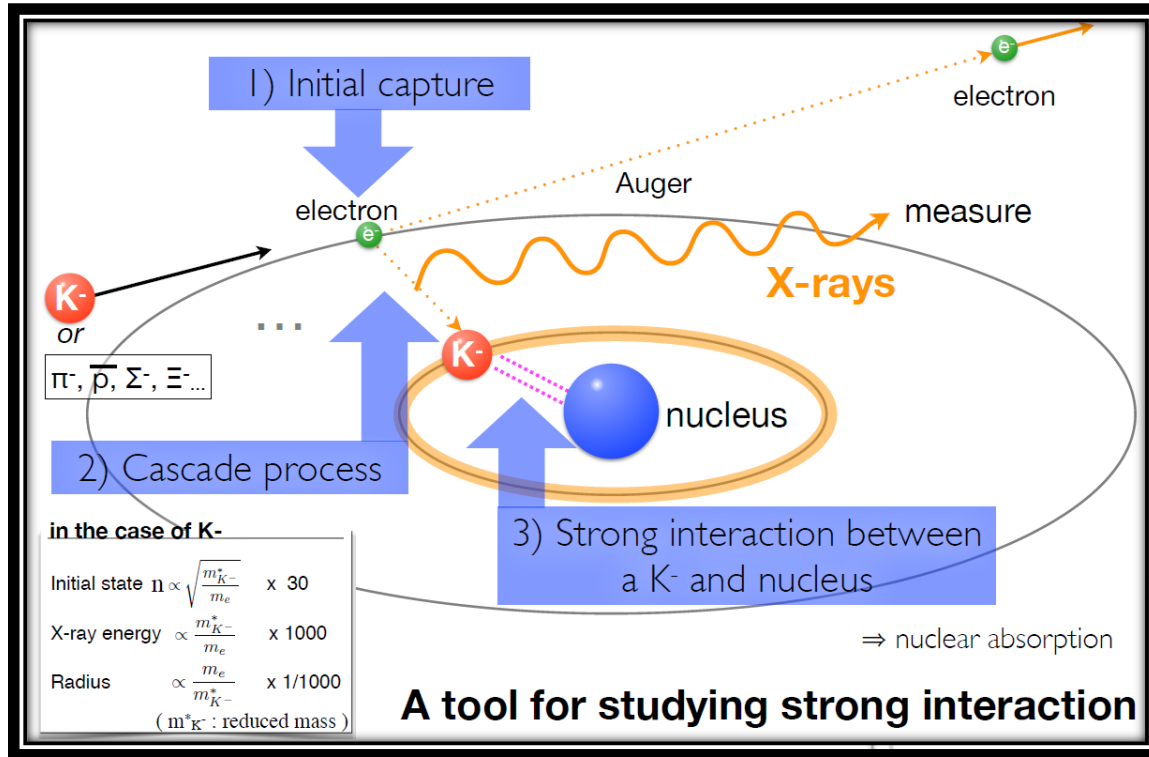 1) Initial capture
e-
electron
Auger
electron
e-
measure
X-rays
K-
or
π-, p̅, Σ-, Ξ-...
...
K-
nucleus
2) Cascade process
3) Strong interaction between
a K- and nucleus
in the case of K-
Initial state n ∝ √(m*K-/me) x 30
X-ray energy ∝ m*K-/me x 1000
Radius ∝ me/m*K- x 1/1000
( m*K- : reduced mass )
⇒ nuclear absorption
A tool for studying strong interaction